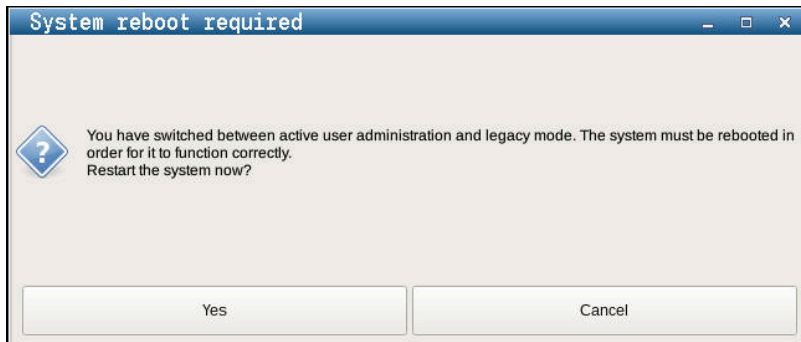 System reboot required
You have switched between active user administration and legacy mode. The system must be rebooted in
order for it to function correctly.
Restart the system now?
Yes
Cancel